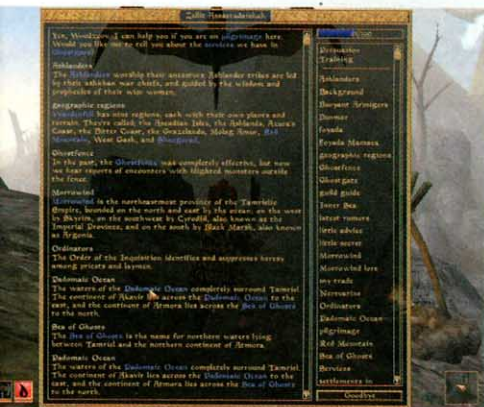 Yes, Woodson, I can help you if you are on pilgrimage here.
Would you like me to tell you about the services we have in
Ghostgate?
Ashlanders
The Ashlanders worship their ancestors. Ashlander tribes are led
by their ashkhan war chiefs, and guided by the wisdom and
prophecies of their wise women.
geographic regions
Vvardenfell has nine regions, each with their own plants and
terrain. They're called the Ascadian Isles, the Ashlands, Azura's
Coast, the Bitter Coast, the Grazelands, Molag Amur, Red
Mountain, West Gash, and Sheogorad.
Ghostfence
In the past, the Ghostfence was completely effective, but now
we hear reports of encounters with blighted monsters outside
the fence.
Morrowind
Morrowind is the northeasternmost province of the Tamrielic
Empire, bounded on the north and east by the ocean, on the west
by Skyrim, on the southwest by Cyrodiil, also known as the
Imperial Province, and on the south by Black Marsh, also known
as Argonia.
Ordinators
The Order of the Inquisition identifies and suppresses heresy
among priests and laymen.
Padomaic Ocean
The waters of the Padomaic Ocean completely surround Tamriel.
The continent of Akavir lies across the Padomaic Ocean to the
east, and the continent of Atmora lies across the Sea of Ghosts
to the north.
Sea of Ghosts
The Sea of Ghosts is the name for northern waters lying
between Tamriel and the northern continent of Atmora.
Padomaic Ocean
The waters of the Padomaic Ocean completely surround Tamriel.
The continent of Akavir lies across the Padomaic Ocean to the
east, and the continent of Atmora lies across the Sea of Ghosts
to the north.
Persuasion
Training
Ashlanders
Background
Buoyant Armigers
Dunmer
foyada
Foyada Mamaea
geographic regions
Ghostfence
Ghostgate
guild guide
Inner Sea
latest rumors
little advice
little secret
Morrowind
Morrowind lore
my trade
Nerevarine
Ordinators
Padomaic Ocean
pilgrimage
Red Mountain
Sea of Ghosts
Services
settlements in
Goodbye